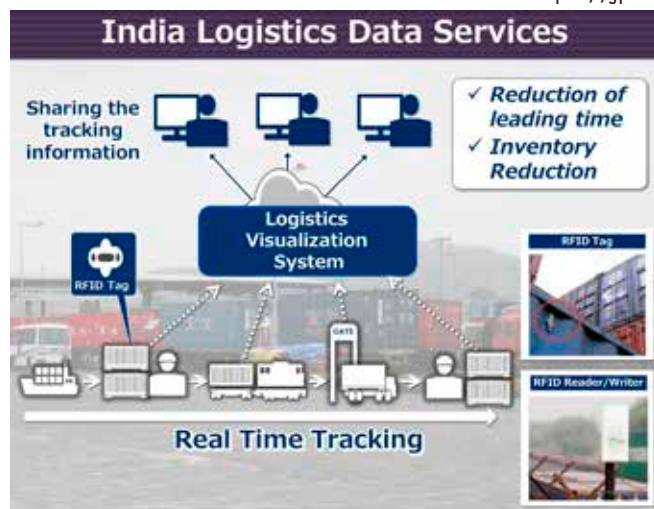 India Logistics Data Services
Sharing the
tracking
information
✓ Reduction of
leading time
✓ Inventory
Reduction
Logistics
Visualization
System
RFID Tag
RFID Tag
GATE
RFID Reader/Writer
Real Time Tracking